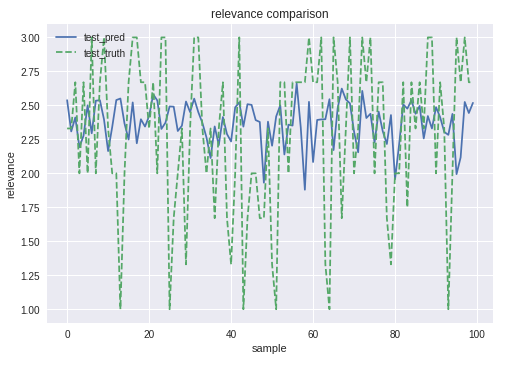 relevance comparison
test_pred
test_truth
3.00
2.75
2.50
2.25
2.00
1.75
1.50
1.25
1.00
relevance
0 20 40 60 80 100
sample